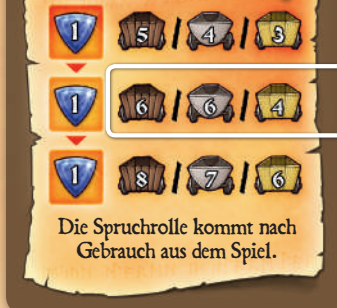 1 5 / 4 / 3
1 6 / 6 / 4
1 8 / 7 / 6
Die Spruchrolle kommt nach
Gebrauch aus dem Spiel.